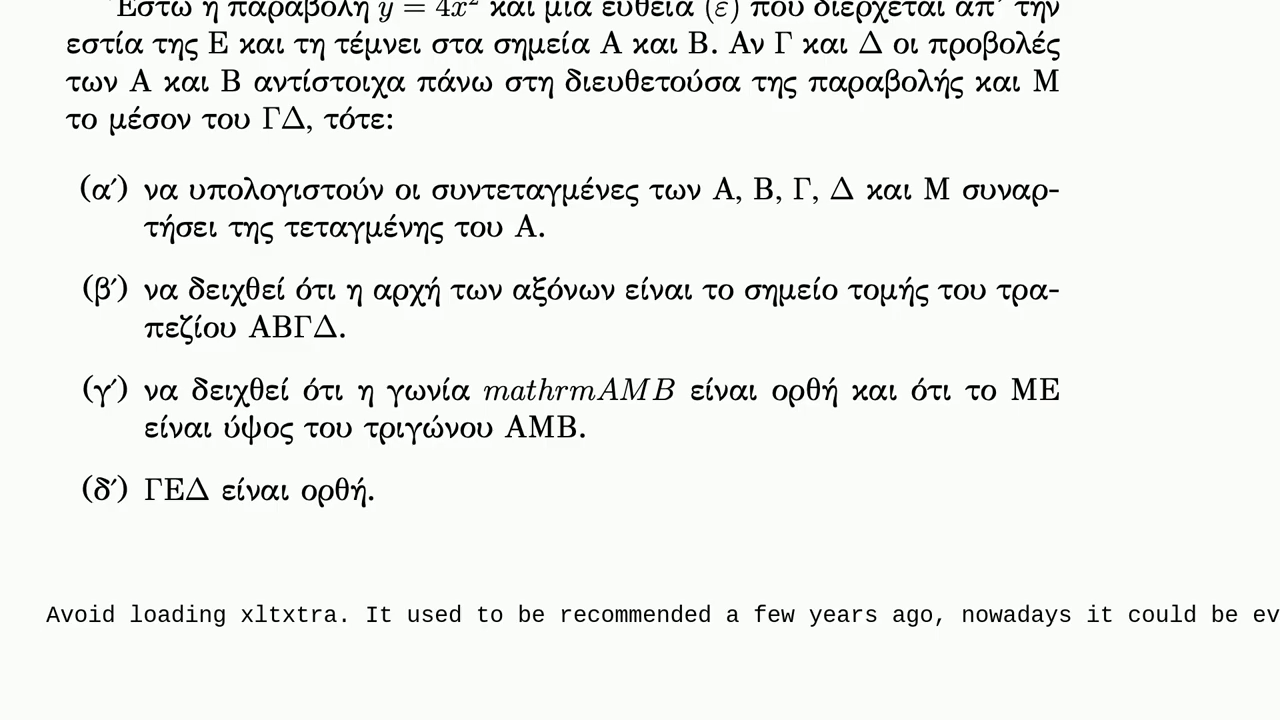 Έστω η παραβολή y = 4x² και μια ευθεία (ε) που διέρχεται απ’ την
εστία της Ε και τη τέμνει στα σημεία Α και Β. Αν Γ και Δ οι προβολές
των Α και Β αντίστοιχα πάνω στη διευθετούσα της παραβολής και Μ
το μέσον του ΓΔ, τότε:
(α′) να υπολογιστούν οι συντεταγμένες των Α, Β, Γ, Δ και Μ συναρ-
τήσει της τεταγμένης του Α.
(β′) να δειχθεί ότι η αρχή των αξόνων είναι το σημείο τομής του τρα-
πεζίου ΑΒΓΔ.
(γ′) να δειχθεί ότι η γωνία mathrmAMB είναι ορθή και ότι το ΜΕ
είναι ύψος του τριγώνου ΑΜΒ.
(δ′) ΓΕΔ είναι ορθή.
Avoid loading xltxtra. It used to be recommended a few years ago, nowadays it could be ev